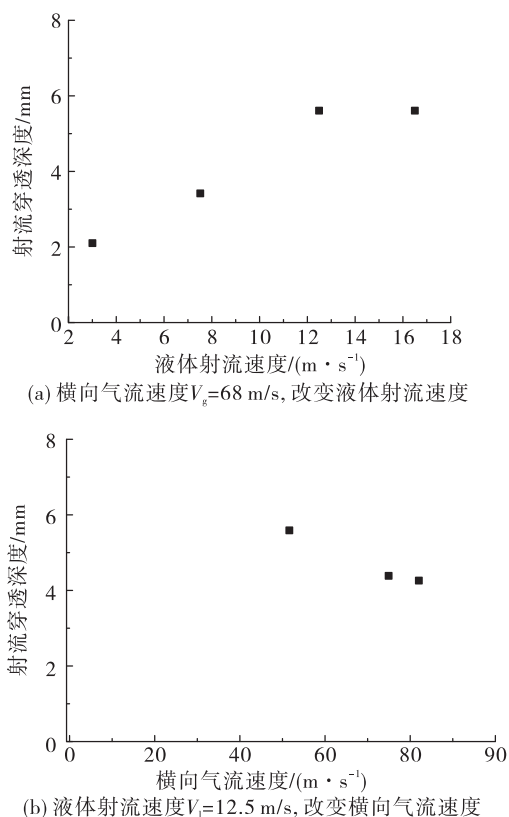 8
6
4
2
0
射流穿透深度/mm
2 4 6 8 10 12 14 16 18
液体射流速度/(m·s⁻¹)
(a) 横向气流速度Vg=68 m/s, 改变液体射流速度
8
6
4
2
0
射流穿透深度/mm
0 20 40 60 80 90
横向气流速度/(m·s⁻¹)
(b) 液体射流速度Vl=12.5 m/s, 改变横向气流速度